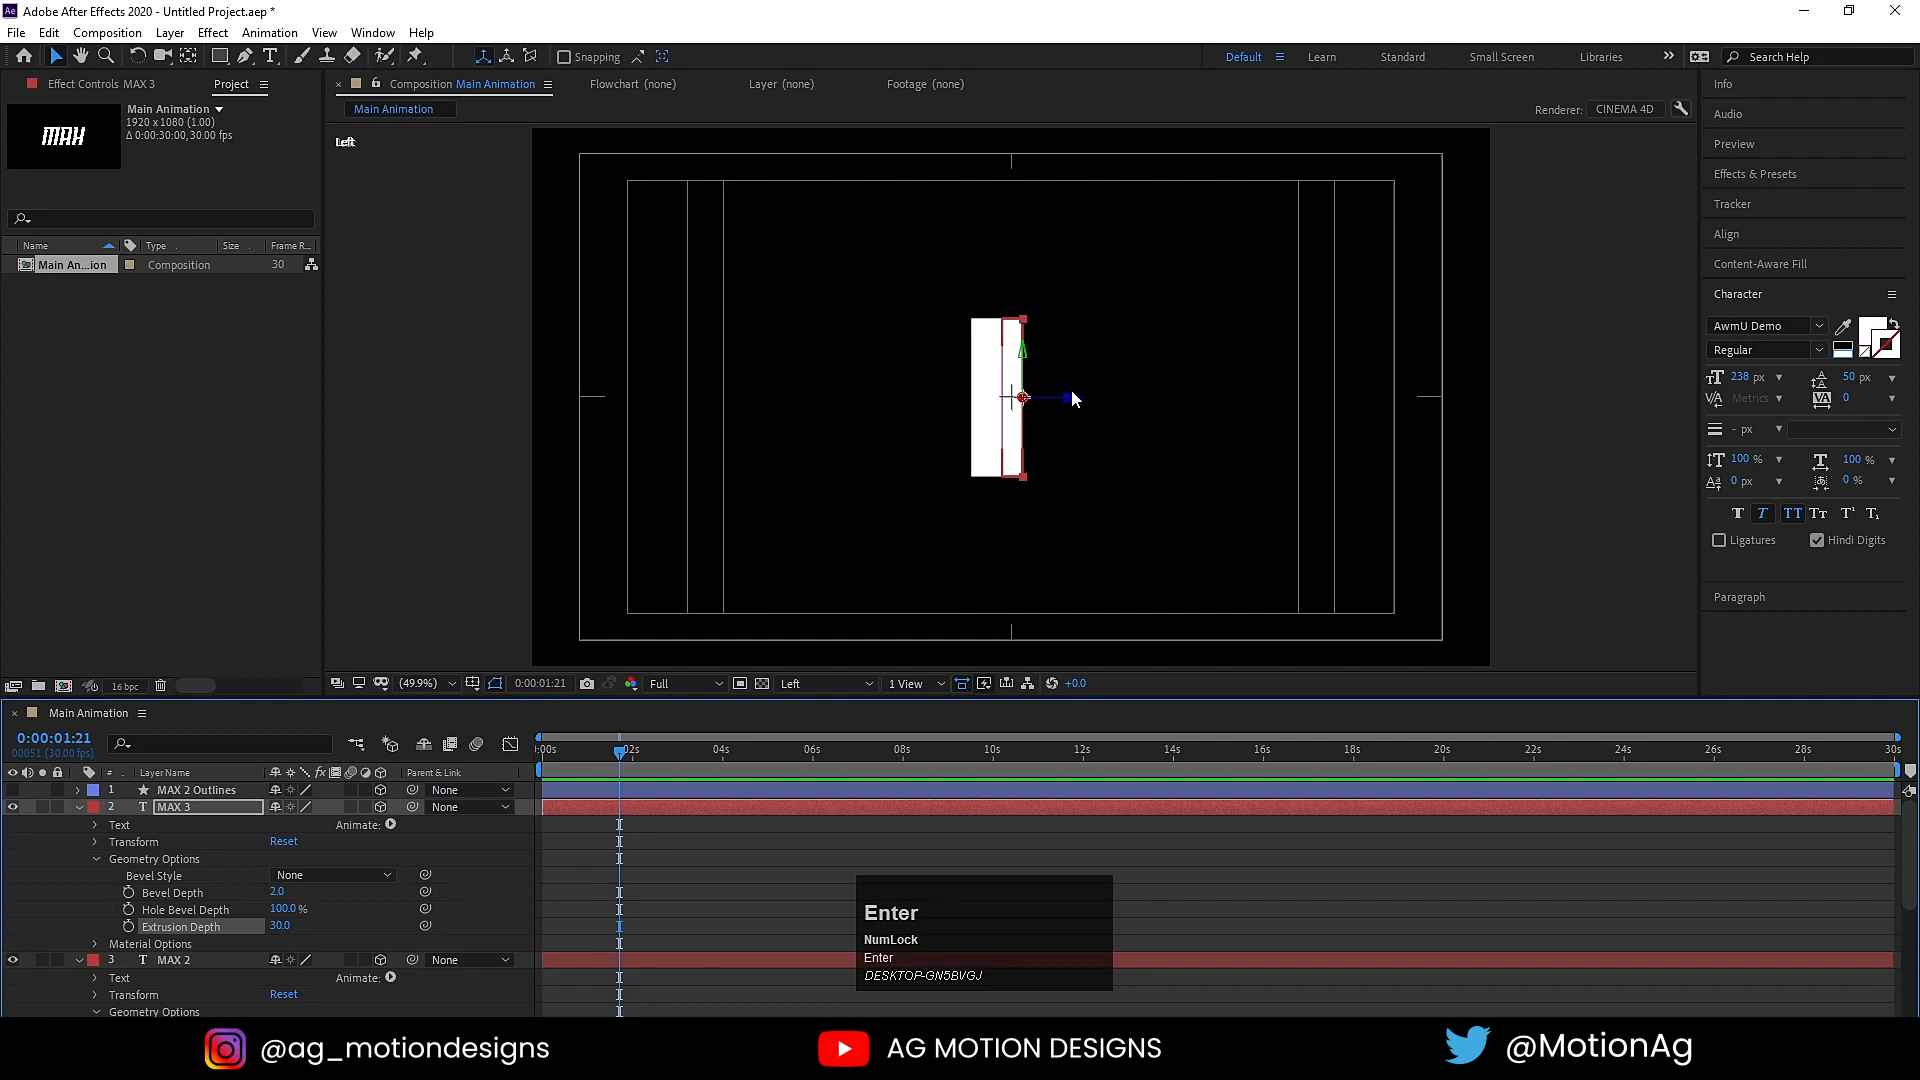 Adobe After Effects 2020 - Untitled Project.aep *
File Edit Composition Layer Effect Animation View Window Help
Snapping
Default Learn Standard Small Screen Libraries Search Help
Effect Controls MAX 3 Project
Composition Main Animation Flowchart (none) Layer (none) Footage (none)
Main Animation
Renderer: CINEMA 4D
Main Animation
1920 x 1080 (1.00)
Δ 0:00:30:00, 30.00 fps
MAX
Left
Name Type Size Frame R...
Main An...ion Composition 30
16 bpc
(49.9%) 0:00:01:21 Full Left 1 View +0.0
Info
Audio
Preview
Effects & Presets
Tracker
Align
Content-Aware Fill
Character
AwmU Demo
Regular
238 px 50 px
Metrics 0
- px
100 % 100 %
0 px 0 %
Ligatures Hindi Digits
Paragraph
Main Animation
0:00:01:21
00051 (30.00 fps)
:00s 02s 04s 06s 08s 10s 12s 14s 16s 18s 20s 22s 24s 26s 28s 30s
# Layer Name Parent & Link
1 MAX 2 Outlines None
2 T MAX 3 None
Text Animate:
Transform Reset
Geometry Options
Bevel Style None
Bevel Depth 2.0
Hole Bevel Depth 100.0 %
Extrusion Depth 30.0
Material Options
3 T MAX 2 None
Text Animate:
Transform Reset
Geometry Options
Enter
NumLock
Enter
DESKTOP-GN5BVGJ
@ag_motiondesigns AG MOTION DESIGNS @MotionAg